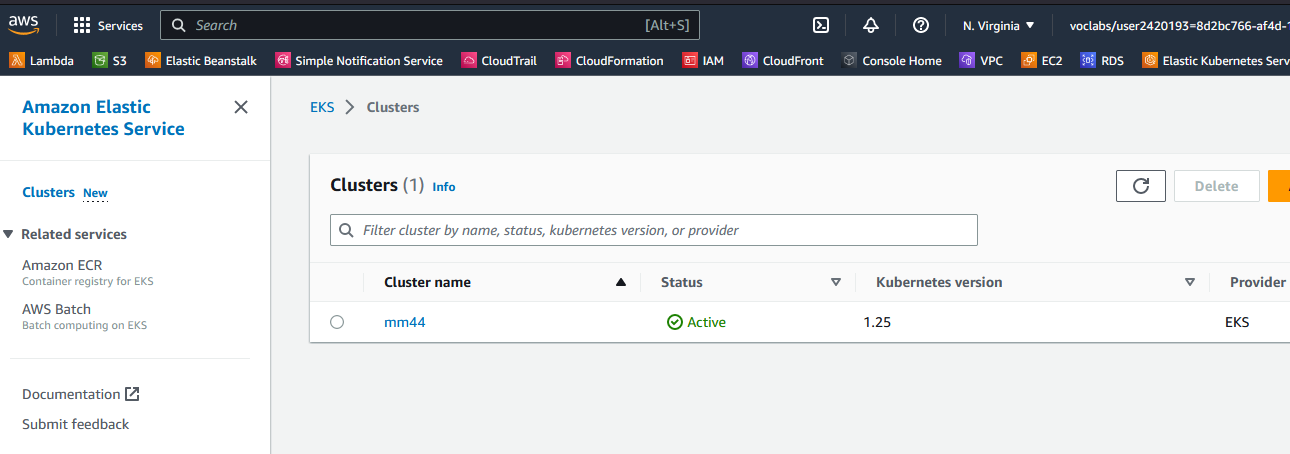 aws
Services
Search
[Alt+S]
N. Virginia
voclabs/user2420193=8d2bc766-af4d-1
Lambda
S3
Elastic Beanstalk
Simple Notification Service
CloudTrail
CloudFormation
IAM
CloudFront
Console Home
VPC
EC2
RDS
Elastic Kubernetes Serv
Amazon Elastic
Kubernetes Service
Clusters New
Related services
Amazon ECR
Container registry for EKS
AWS Batch
Batch computing on EKS
Documentation
Submit feedback
EKS
Clusters
Clusters (1) Info
Delete
Filter cluster by name, status, kubernetes version, or provider
Cluster name
Status
Kubernetes version
Provider
mm44
Active
1.25
EKS